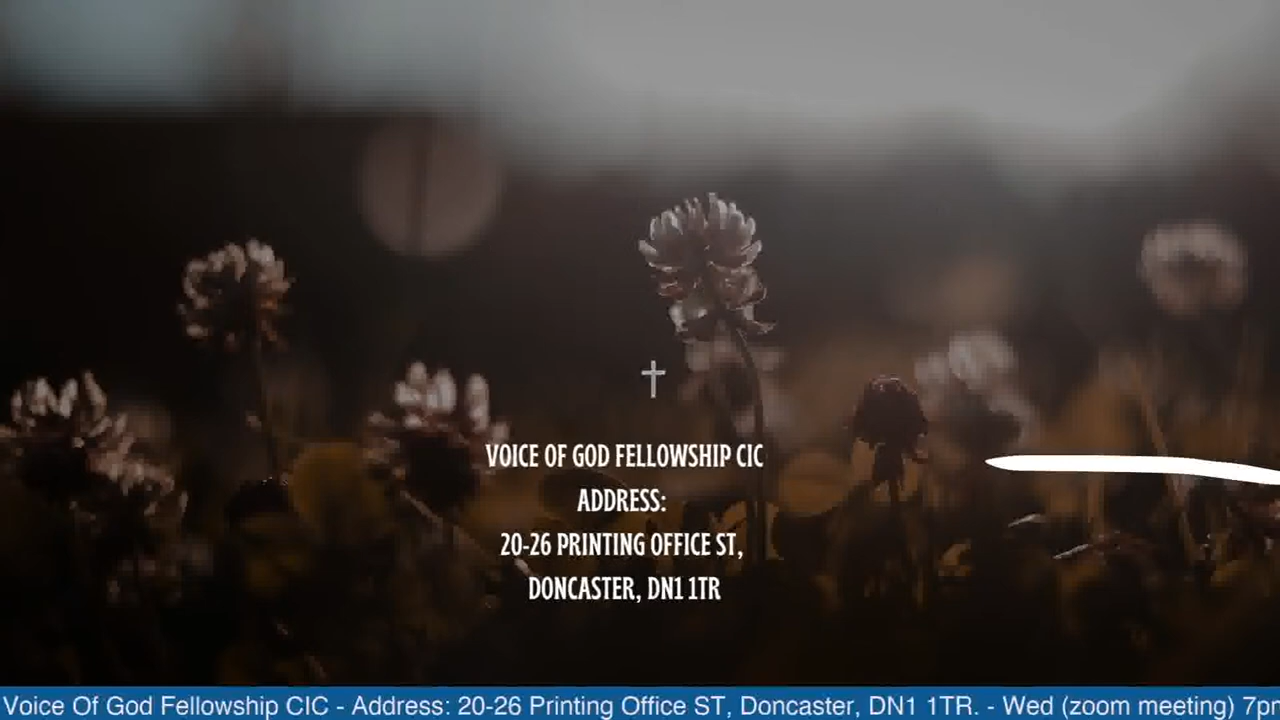 VOICE OF GOD FELLOWSHIP CIC
ADDRESS:
20-26 PRINTING OFFICE ST,
DONCASTER, DN1 1TR
Voice Of God Fellowship CIC - Address: 20-26 Printing Office ST, Doncaster, DN1 1TR. - Wed (zoom meeting)